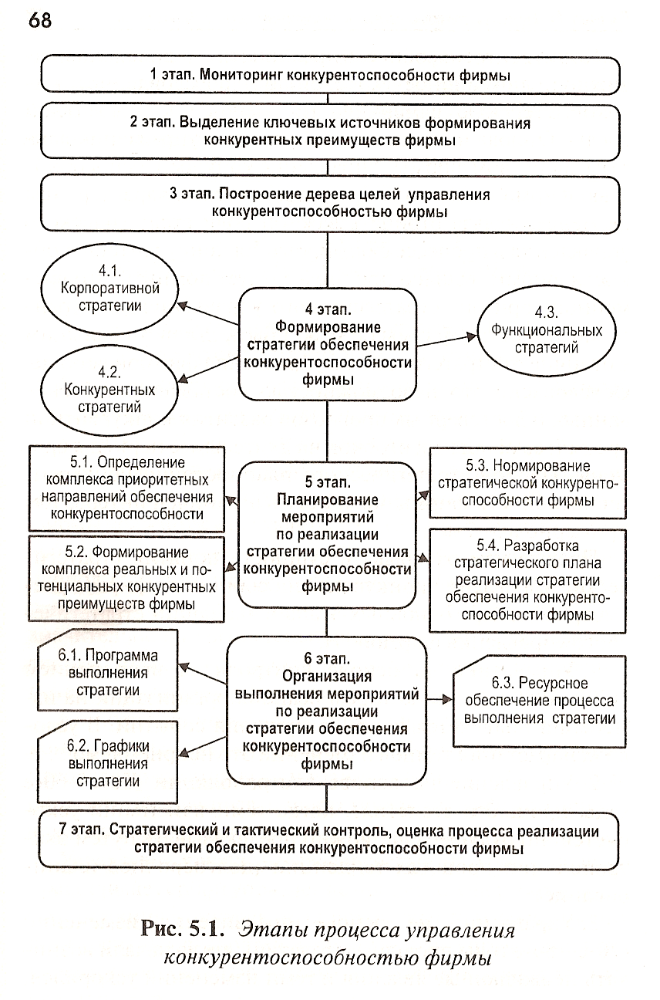 68
1 этап. Мониторинг конкурентоспособности фирмы
2 этап. Выделение ключевых источников формирования
конкурентных преимуществ фирмы
3 этап. Построение дерева целей управления
конкурентоспособностью фирмы
4.1.
Корпоративной
стратегии
4.2.
Конкурентных
стратегий
4 этап.
Формирование
стратегии обеспечения
конкурентоспособности
фирмы
4.3.
Функциональных
стратегий
5.1. Определение
комплекса приоритетных
направлений обеспечения
конкурентоспособности
5.2. Формирование
комплекса реальных и по-
тенциальных конкурентных
преимуществ фирмы
5 этап.
Планирование
мероприятий
по реализации
стратегии обеспечения
конкурентоспособности
фирмы
5.3. Нормирование
стратегической конкуренто-
способности фирмы
5.4. Разработка
стратегического плана
реализации стратегии
обеспечения конкуренто-
способности фирмы
6.1. Программа
выполнения
стратегии
6.2. Графики
выполнения
стратегии
6 этап.
Организация
выполнения мероприятий
по реализации
стратегии обеспечения
конкурентоспособности
фирмы
6.3. Ресурсное
обеспечение процесса
выполнения стратегии
7 этап. Стратегический и тактический контроль, оценка процесса реализации
стратегии обеспечения конкурентоспособности фирмы
Рис. 5.1. Этапы процесса управления
конкурентоспособностью фирмы